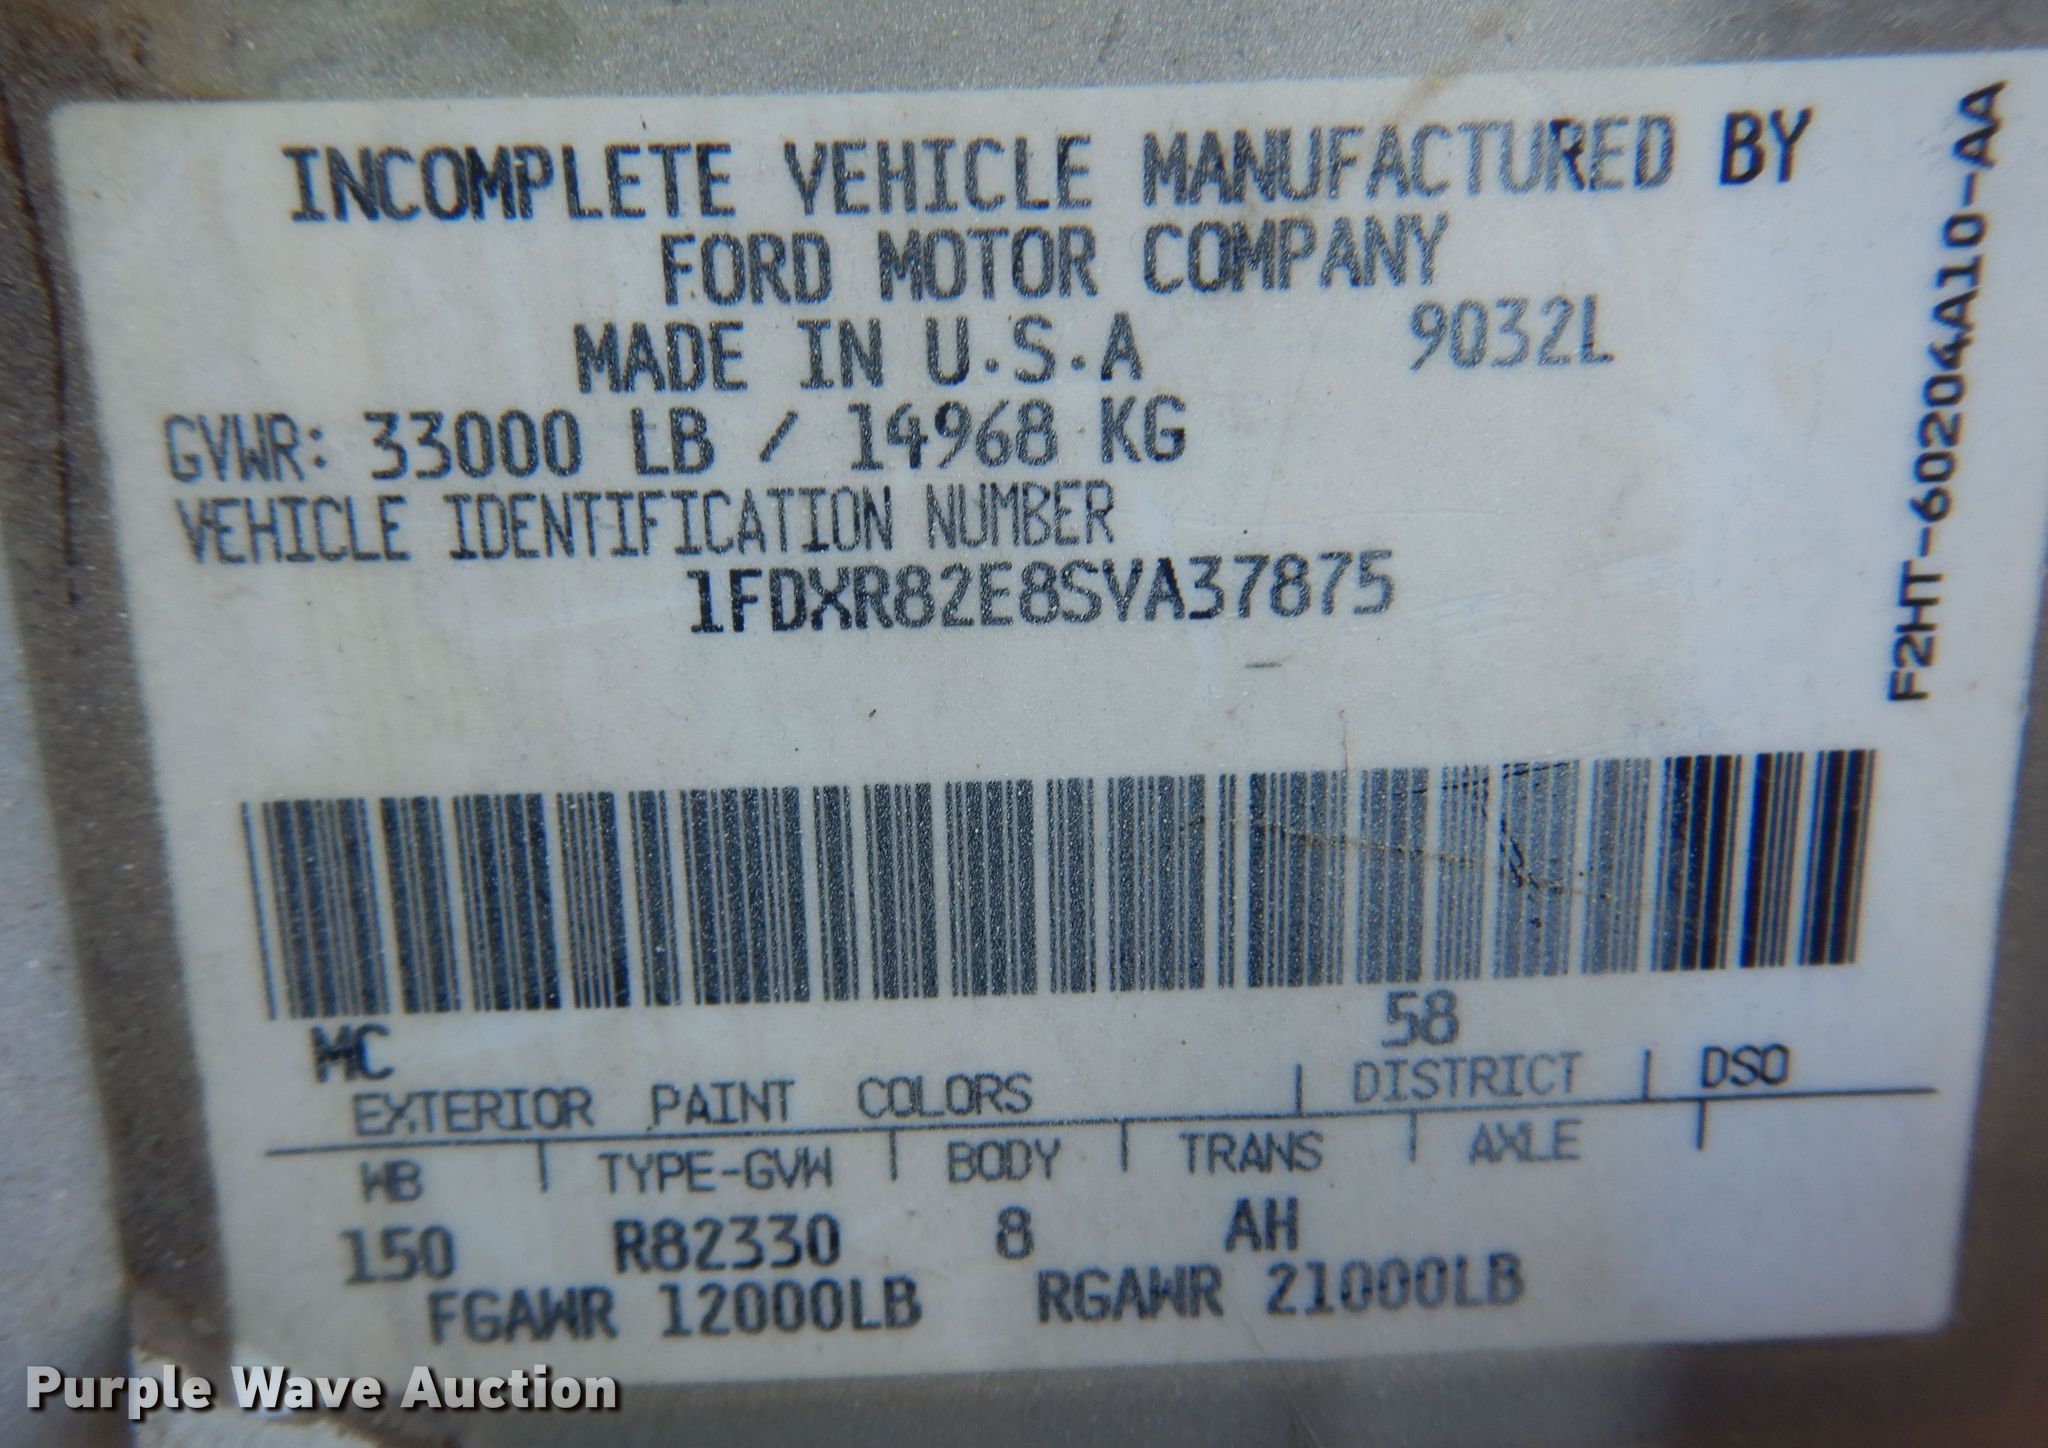 INCOMPLETE VEHICLE MANUFACTURED BY
FORD MOTOR COMPANY
MADE IN U.S.A 9032L
GVWR: 33000 LB / 14968 KG
VEHICLE IDENTIFICATION NUMBER
1FDXR82E8SVA37875
F2HT-60204A10-AA
58
MC
EXTERIOR PAINT COLORS | DISTRICT | DSO
WB | TYPE-GVW | BODY | TRANS | AXLE |
150 R82330 8 AH
FGAWR 12000LB RGAWR 21000LB
Purple Wave Auction